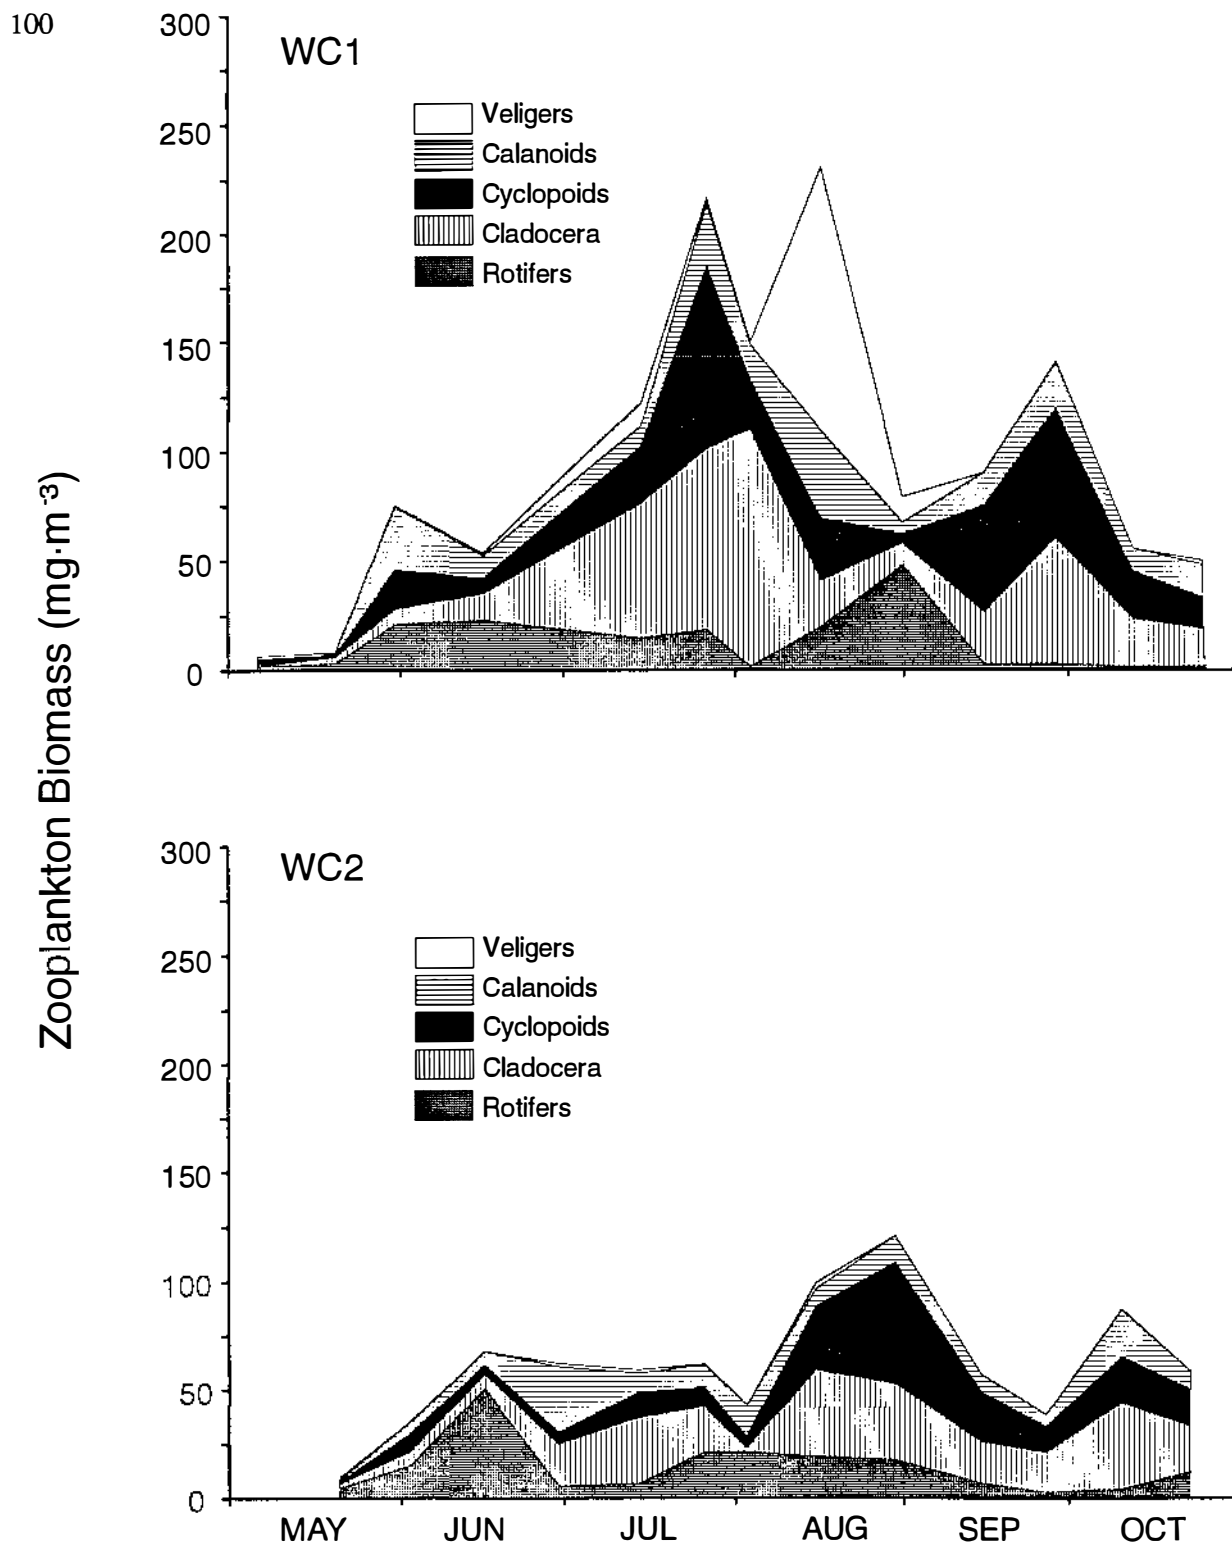 100
300
WC1
Veligers
250
Calanoids
Cyclopoids
Cladocera
200
Rotifers
150
100
50
0
Zooplankton Biomass (mg·m-3)
300
WC2
Veligers
250
Calanoids
Cyclopoids
200
Cladocera
Rotifers
150
100
50
0
MAY JUN JUL AUG SEP OCT